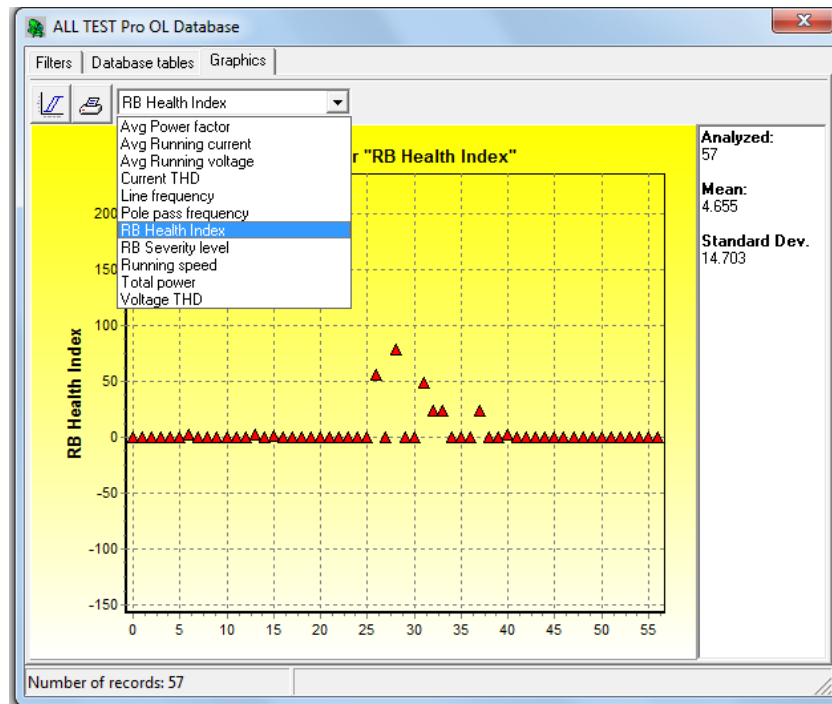 ALL TEST Pro OL Database
Filters
Database tables
Graphics
RB Health Index
Avg Power factor
Avg Running current
Avg Running voltage
Current THD
Line frequency
Pole pass frequency
RB Health Index
RB Severity level
Running speed
Total power
Voltage THD
r "RB Health Index"
200
150
100
50
0
-50
-100
-150
RB Health Index
0 5 10 15 20 25 30 35 40 45 50 55
Analyzed:
57
Mean:
4.655
Standard Dev.
14.703
Number of records: 57